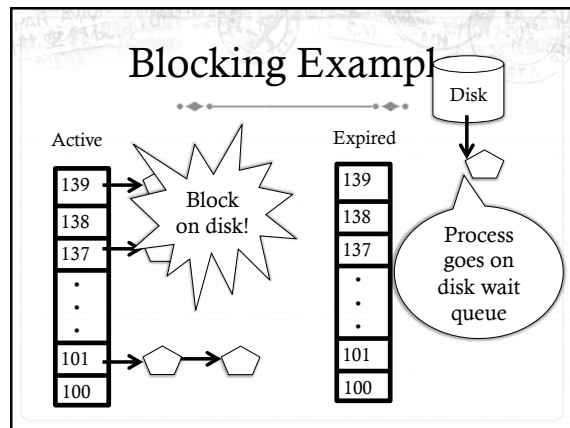 Blocking Exampl
Disk
Active
Expired
139
138
137
.
.
.
101
100
Block
on disk!
139
138
137
.
.
.
101
100
Process
goes on
disk wait
queue